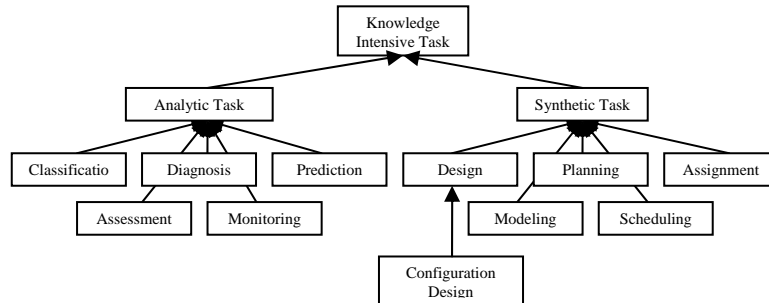 Knowledge
Intensive Task
Analytic Task
Synthetic Task
Classificatio
Diagnosis
Prediction
Design
Planning
Assignment
Assessment
Monitoring
Modeling
Scheduling
Configuration
Design